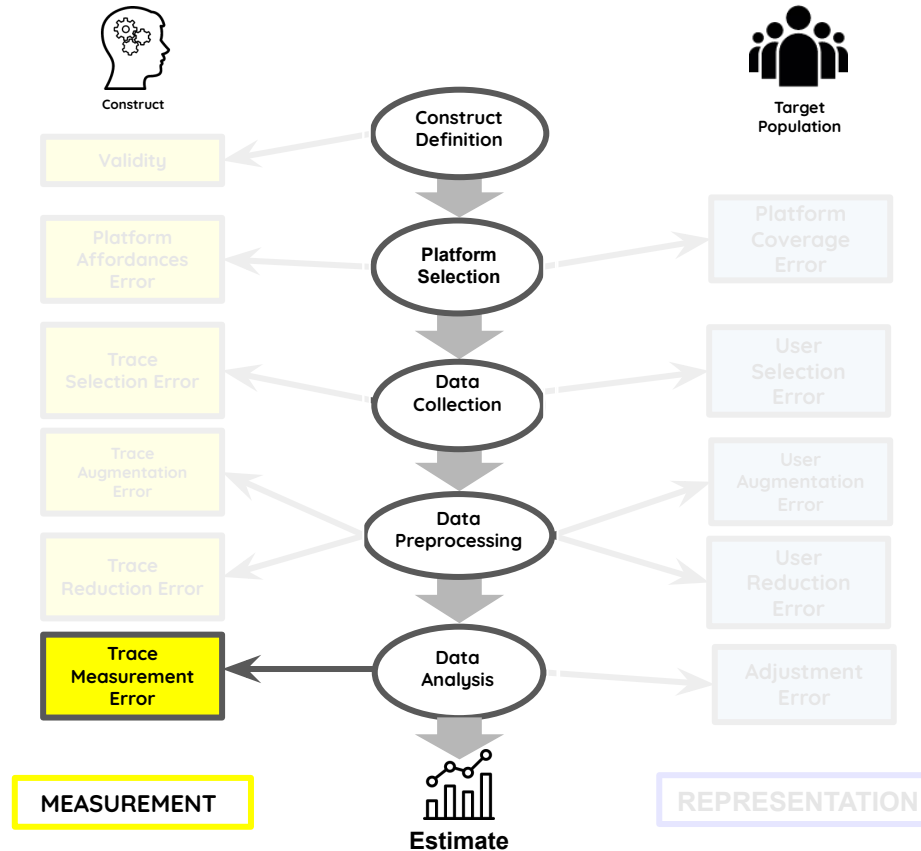 Construct
Target
Population
Construct
Definition
Validity
Platform
Selection
Platform
Affordances
Error
Platform
Coverage
Error
Data
Collection
Trace
Selection Error
User
Selection
Error
Data
Preprocessing
Trace
Augmentation
Error
User
Augmentation
Error
Trace
Reduction Error
User
Reduction
Error
Data
Analysis
Trace
Measurement
Error
Adjustment
Error
MEASUREMENT
REPRESENTATION
Estimate